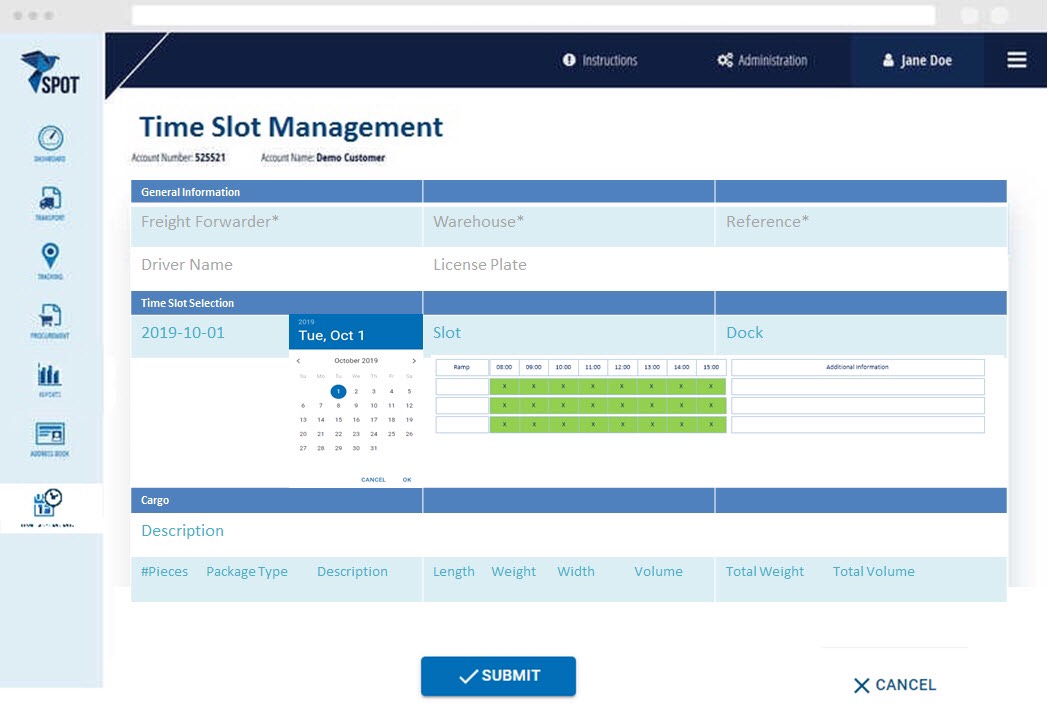 Instructions
Administration
Jane Doe
SPOT
Time Slot Management
Account Number: 525521 Account Name: Demo Customer
DASHBOARD
TRANSPORT
TRACKING
PROCUREMENT
REPORTS
ADDRESS BOOK
General Information
Freight Forwarder* Warehouse* Reference*
Driver Name License Plate
Time Slot Selection
2019-10-01 Slot Dock
2019
Tue, Oct 1
< October 2019 >
Su Mo Tu We Th Fr Sa
1 2 3 4 5
6 7 8 9 10 11 12
13 14 15 16 17 18 19
20 21 22 23 24 25 26
27 28 29 30 31
CANCEL OK
Ramp 08:00 09:00 10:00 11:00 12:00 13:00 14:00 15:00 Additional Information
X X X X X X X X
X X X X X X X X
X X X X X X X X
Cargo
Description
#Pieces Package Type Description Length Weight Width Volume Total Weight Total Volume
SUBMIT
CANCEL